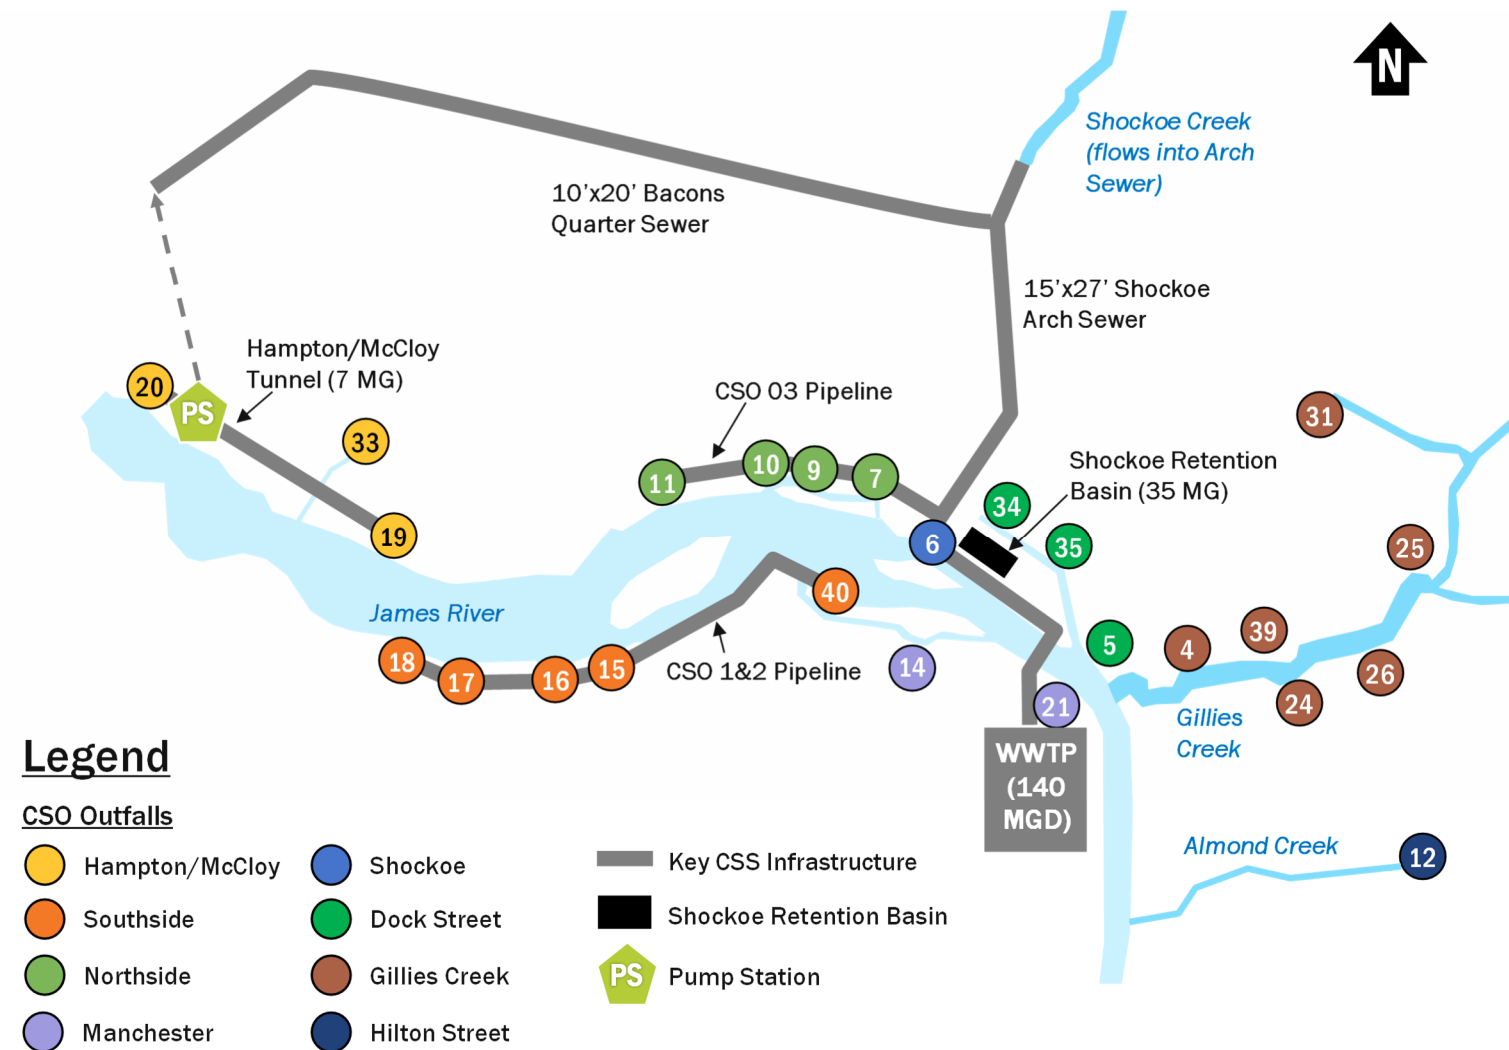 N
Shockoe Creek
(flows into Arch
Sewer)
10’x20’ Bacons
Quarter Sewer
15’x27’ Shockoe
Arch Sewer
Hampton/McCloy
Tunnel (7 MG)
20
PS
33
19
CSO 03 Pipeline
11
10
9
7
Shockoe Retention
Basin (35 MG)
34
35
6
31
25
James River
40
18
17
16
15
CSO 1&2 Pipeline
14
5
4
39
26
24
21
Gillies
Creek
WWTP
(140
MGD)
Almond Creek
12
Legend
CSO Outfalls
Hampton/McCloy
Southside
Northside
Manchester
Shockoe
Dock Street
Gillies Creek
Hilton Street
Key CSS Infrastructure
Shockoe Retention Basin
PS
Pump Station